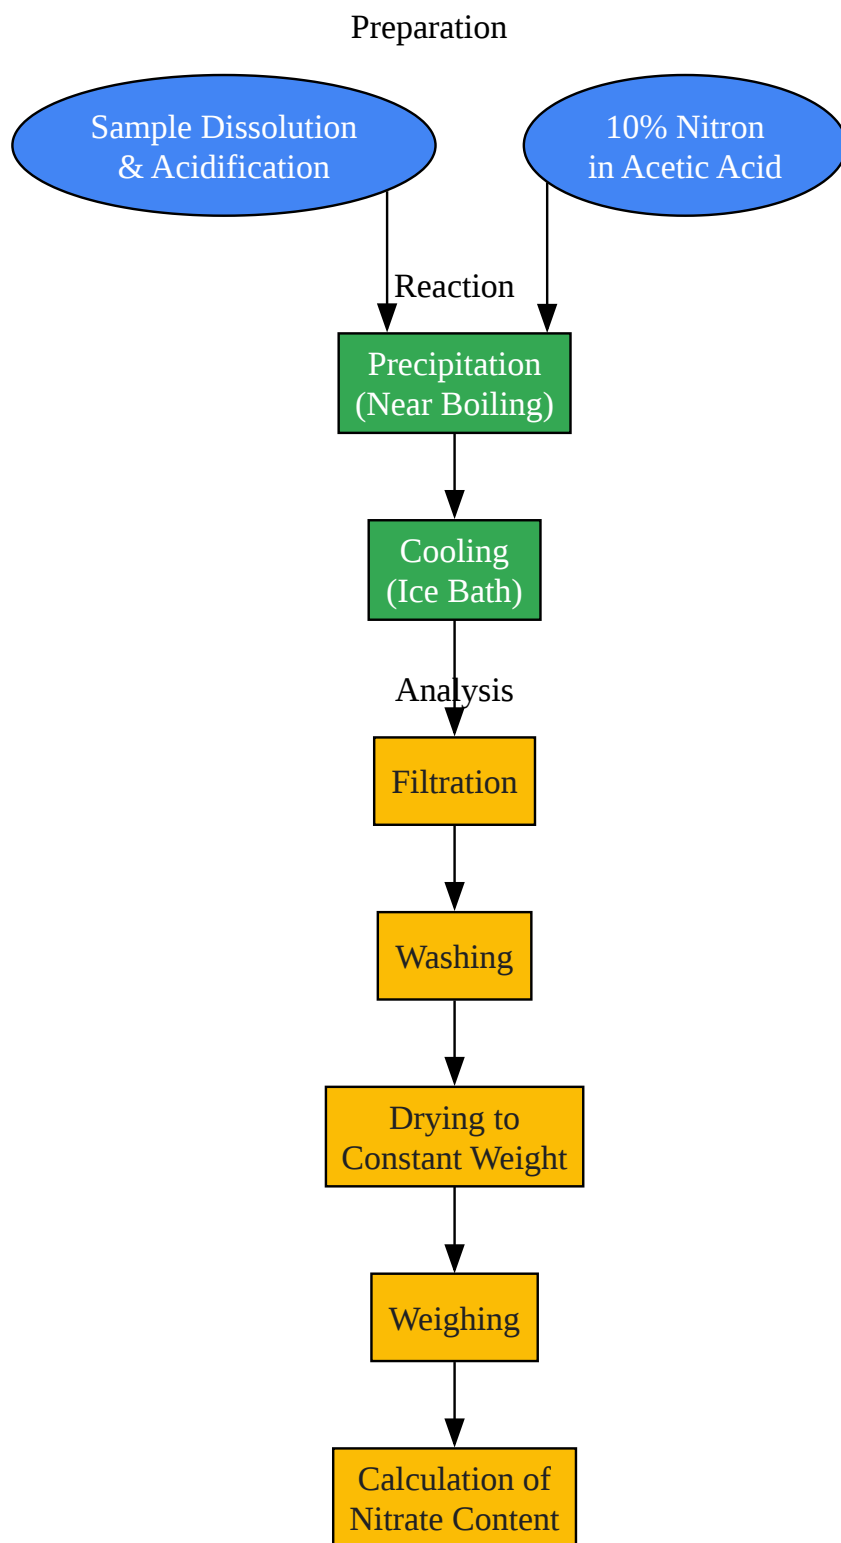 Preparation
Sample Dissolution
& Acidification
10% Nitron
in Acetic Acid
Reaction
Precipitation
(Near Boiling)
Cooling
(Ice Bath)
Analysis
Filtration
Washing
Drying to
Constant Weight
Weighing
Calculation of
Nitrate Content